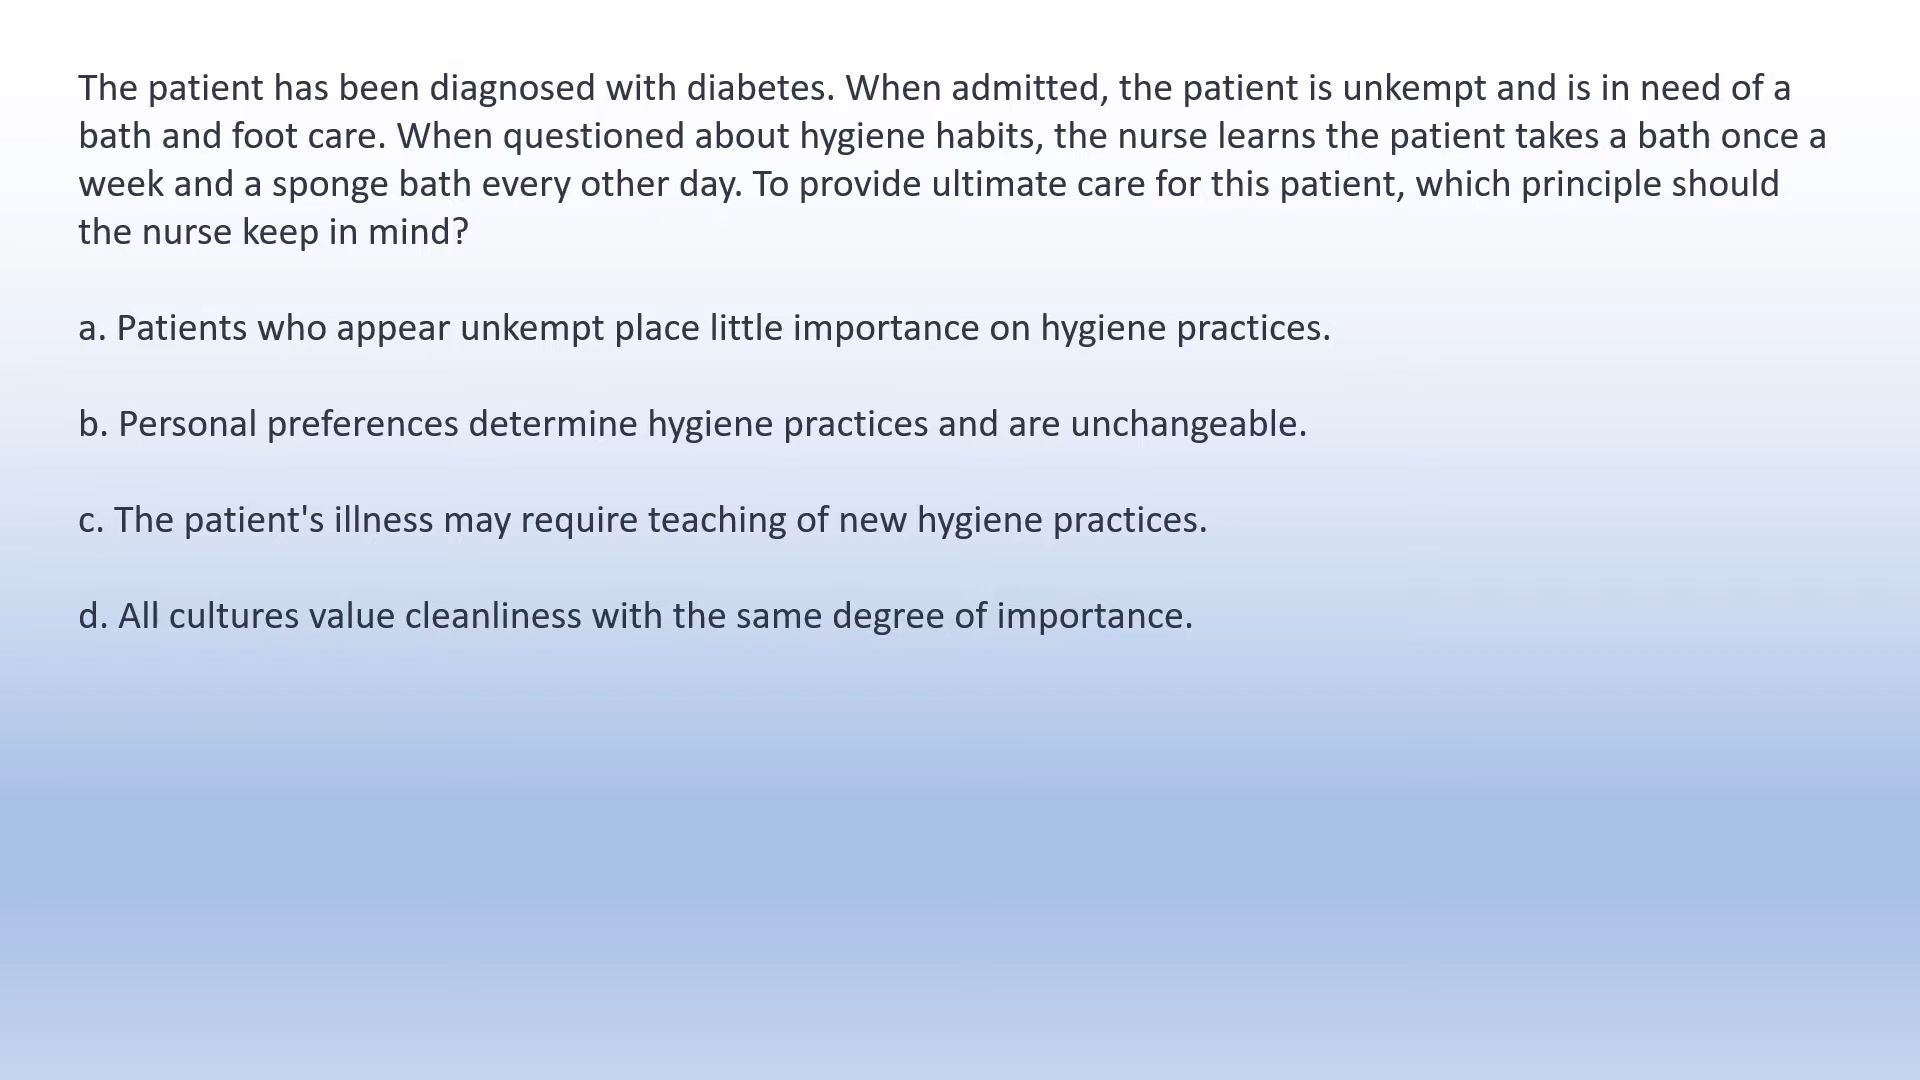 The patient has been diagnosed with diabetes. When admitted, the patient is unkempt and is in need of a
bath and foot care. When questioned about hygiene habits, the nurse learns the patient takes a bath once a
week and a sponge bath every other day. To provide ultimate care for this patient, which principle should
the nurse keep in mind?
a. Patients who appear unkempt place little importance on hygiene practices.
b. Personal preferences determine hygiene practices and are unchangeable.
c. The patient's illness may require teaching of new hygiene practices.
d. All cultures value cleanliness with the same degree of importance.